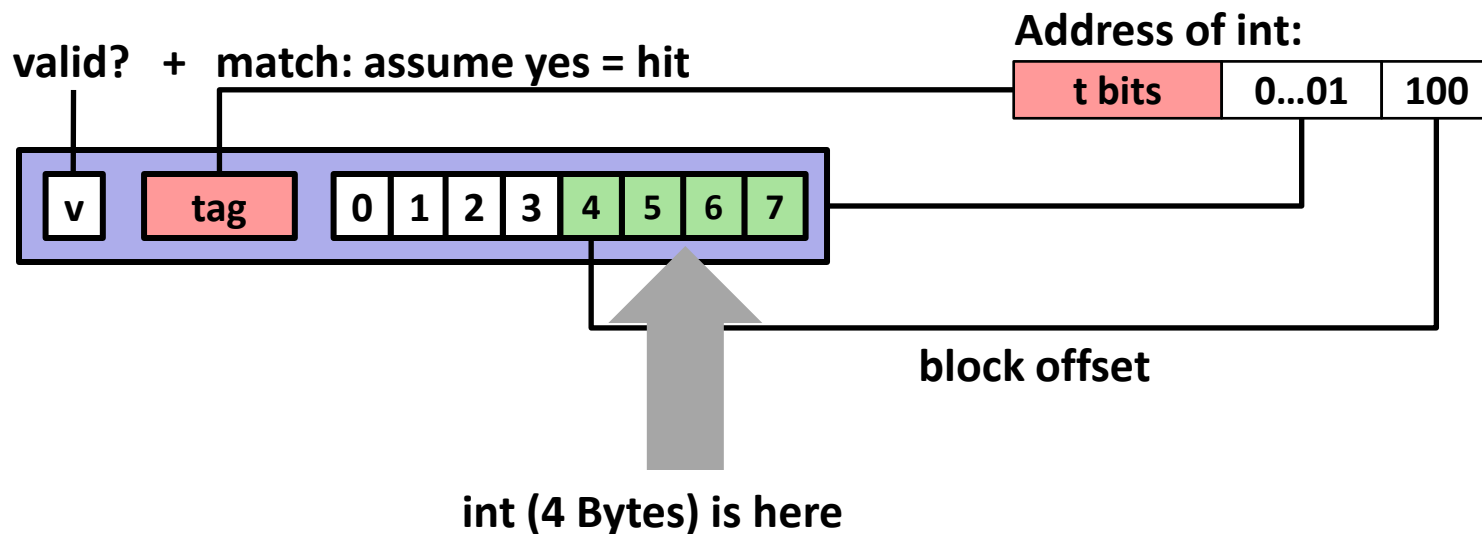 Address of int:
valid? + match: assume yes = hit
t bits 0...01 100
v tag 0 1 2 3 4 5 6 7
block offset
int (4 Bytes) is here